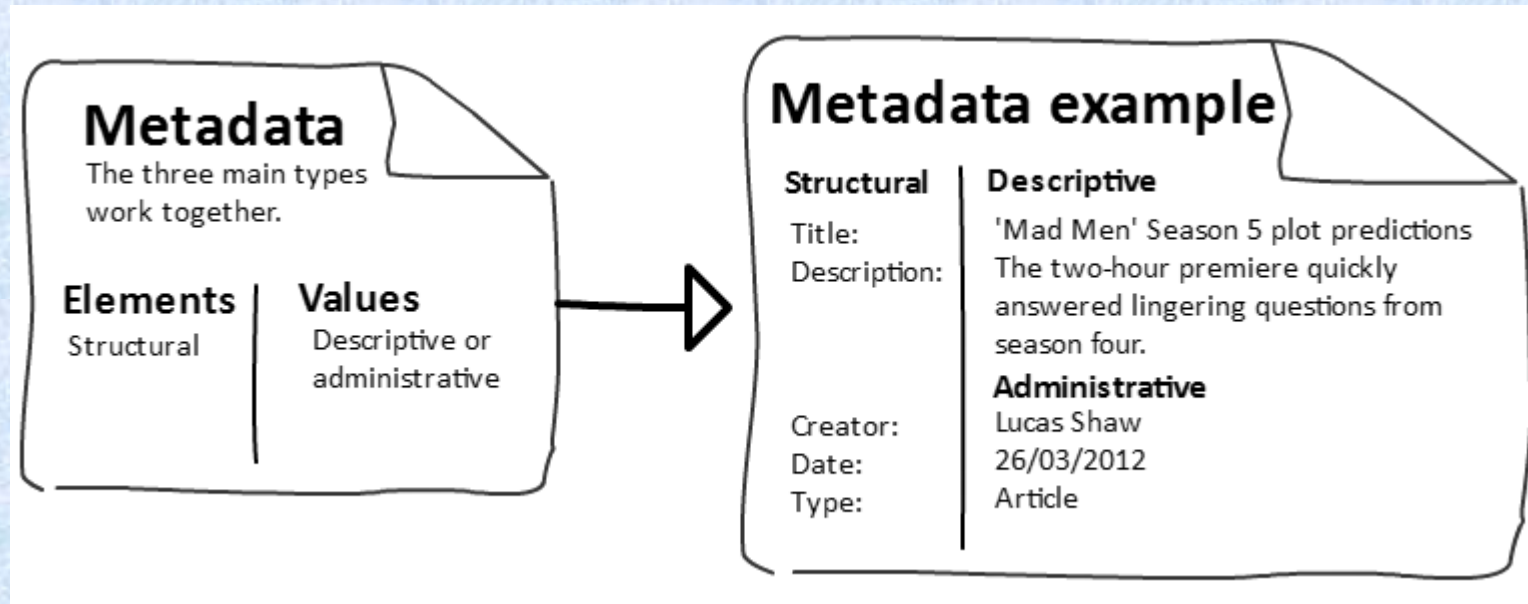 Metadata
The three main types
work together.
Elements
Structural
Values
Descriptive or
administrative
Metadata example
Structural
Title:
Description:
Creator:
Date:
Type:
Descriptive
'Mad Men' Season 5 plot predictions
The two-hour premiere quickly
answered lingering questions from
season four.
Administrative
Lucas Shaw
26/03/2012
Article